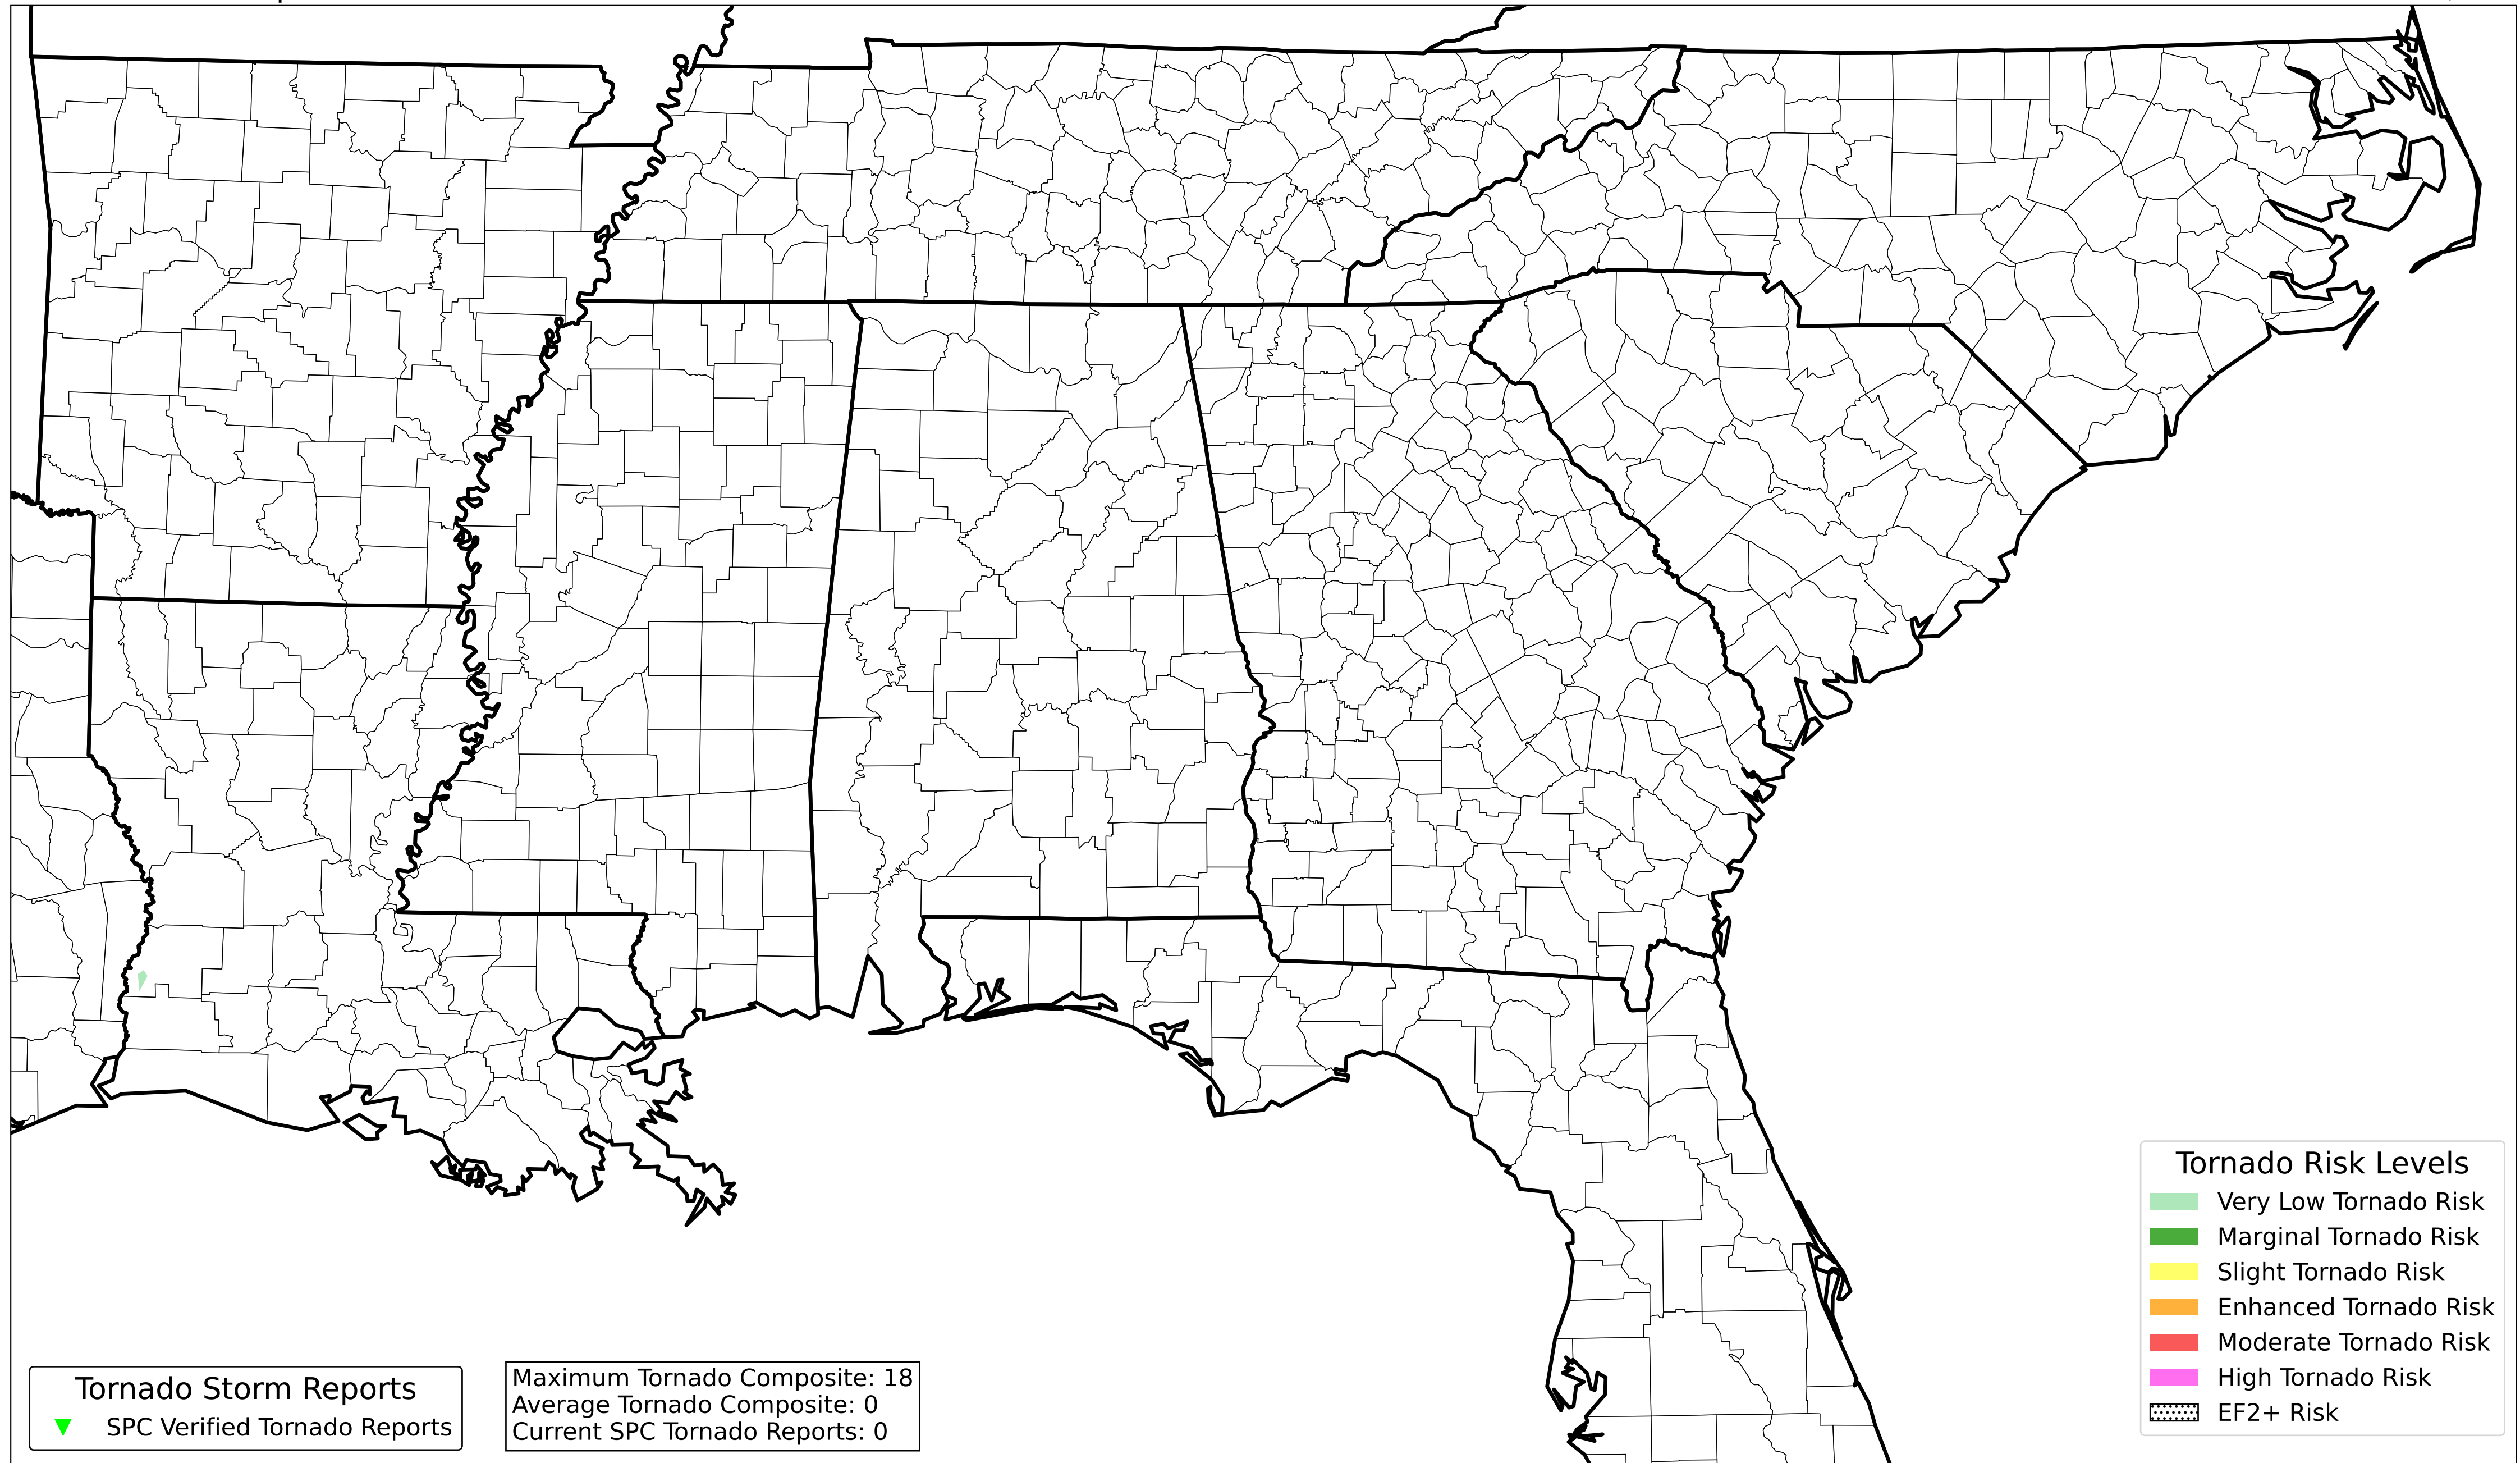 Tornado Risk Levels
Very Low Tornado Risk
Marginal Tornado Risk
Slight Tornado Risk
Enhanced Tornado Risk
Moderate Tornado Risk
High Tornado Risk
EF2+ Risk
Tornado Storm Reports
SPC Verified Tornado Reports
Maximum Tornado Composite: 18
Average Tornado Composite: 0
Current SPC Tornado Reports: 0